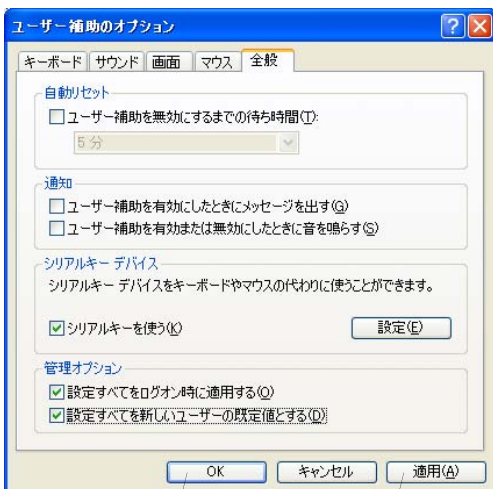 ユーザー補助のオプション
キーボード サウンド 画面 マウス 全般
自動リセット
ユーザー補助を無効にするまでの待ち時間(T):
5 分
通知
ユーザー補助を有効にしたときにメッセージを出す(G)
ユーザー補助を有効または無効にしたときに音を鳴らす(S)
シリアルキー デバイス
シリアルキー デバイスをキーボードやマウスの代わりに使うことができます。
シリアルキーを使う(K) 設定(E)
管理オプション
設定すべてをログオン時に適用する(O)
設定すべてを新しいユーザーの既定値とする(D)
OK キャンセル 適用(A)